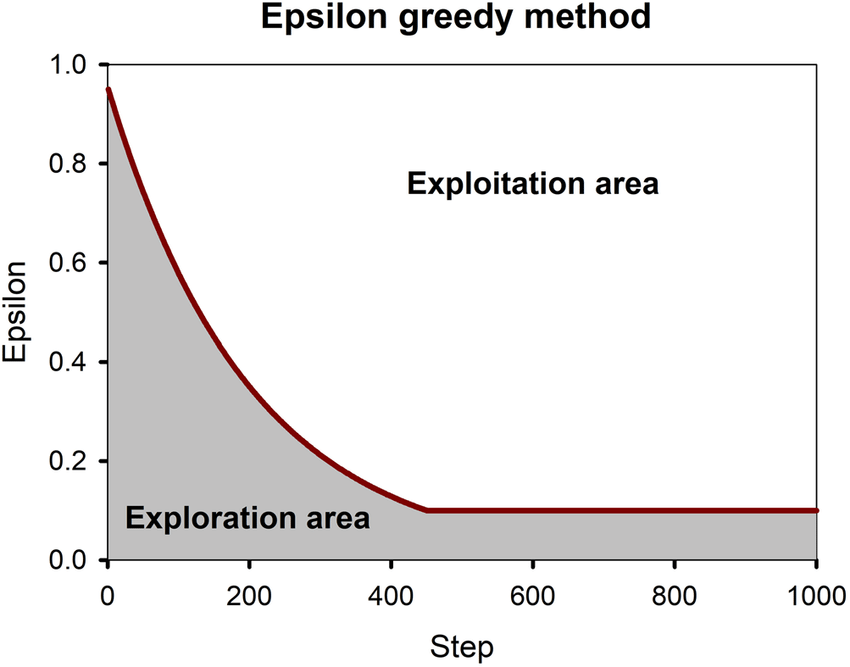 Epsilon greedy method
1.0
0.8
0.6
0.4
0.2
0.0
Epsilon
Exploitation area
Exploration area
0
200
400
600
800
1000
Step